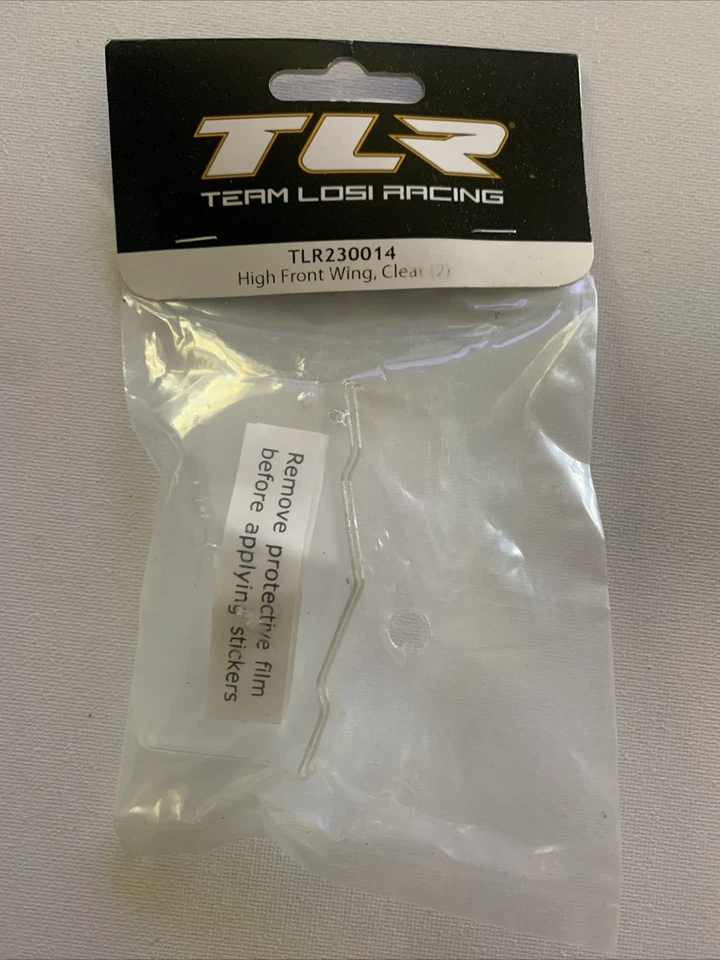 TLR
TEAM LOSI RACING
TLR230014
High Front Wing, Clear (2)
Remove protective film
before applying stickers